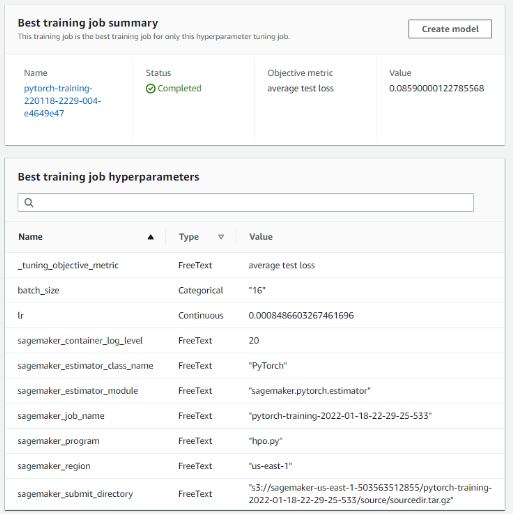 Best training job summary
This training job is the best training job for only this hyperparameter tuning job.
Create model
Name
pytorch-training-
220118-2229-004-
e4649e47
Status
Completed
Objective metric
average test loss
Value
0.08590000122785568
Best training job hyperparameters
Name Type Value
_tuning_objective_metric FreeText average test loss
batch_size Categorical "16"
lr Continuous 0.0008486603267461696
sagemaker_container_log_level FreeText 20
sagemaker_estimator_class_name FreeText "PyTorch"
sagemaker_estimator_module FreeText "sagemaker.pytorch.estimator"
sagemaker_job_name FreeText "pytorch-training-2022-01-18-22-29-25-533"
sagemaker_program FreeText "hpo.py"
sagemaker_region FreeText "us-east-1"
sagemaker_submit_directory FreeText "s3://sagemaker-us-east-1-503563512855/pytorch-training-
2022-01-18-22-29-25-533/source/sourcedir.tar.gz"